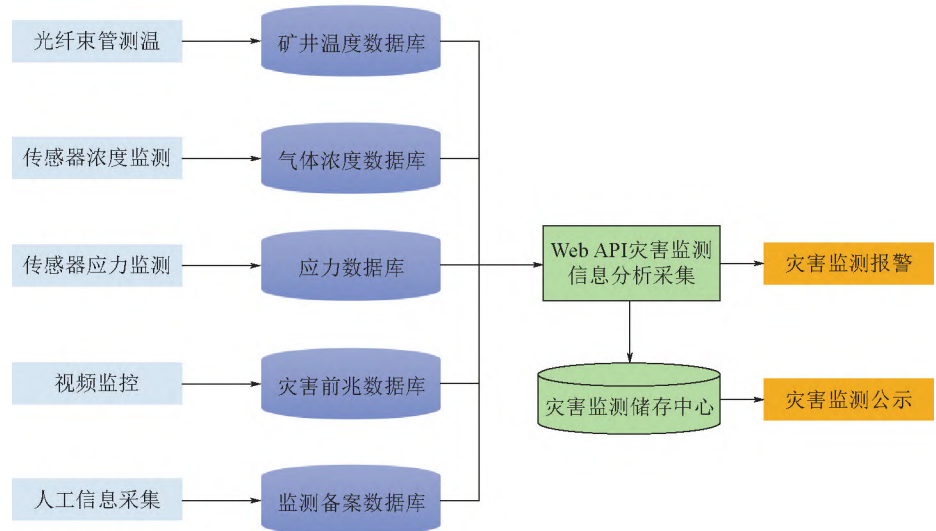 光纤束管测温
矿井温度数据库
传感器浓度监测
气体浓度数据库
传感器应力监测
应力数据库
Web API灾害监测
信息分析采集
灾害监测报警
视频监控
灾害前兆数据库
灾害监测储存中心
灾害监测公示
人工信息采集
监测备案数据库